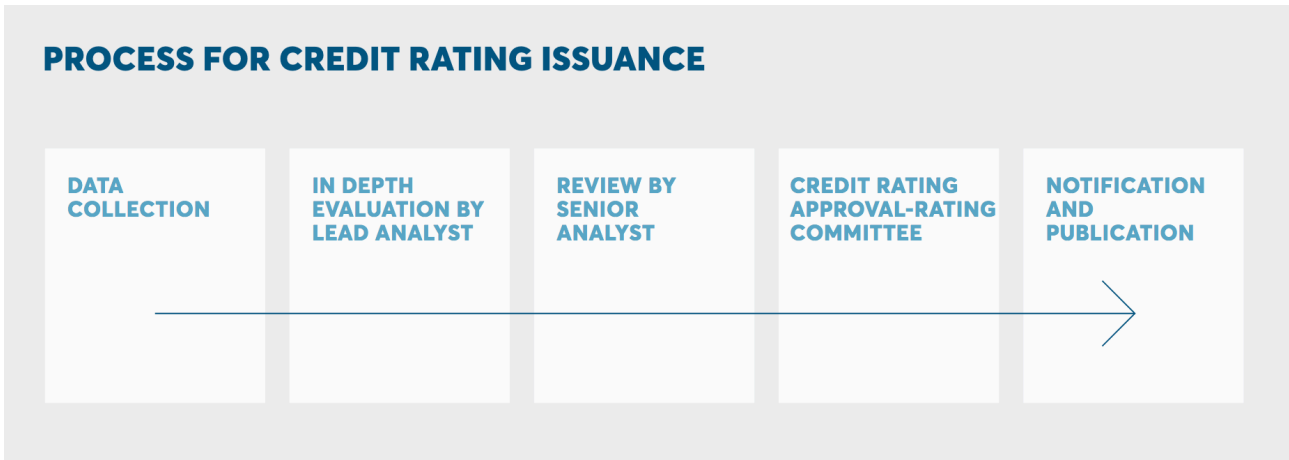 PROCESS FOR CREDIT RATING ISSUANCE
DATA
COLLECTION
IN DEPTH
EVALUATION BY
LEAD ANALYST
REVIEW BY
SENIOR
ANALYST
CREDIT RATING
APPROVAL-RATING
COMMITTEE
NOTIFICATION
AND
PUBLICATION